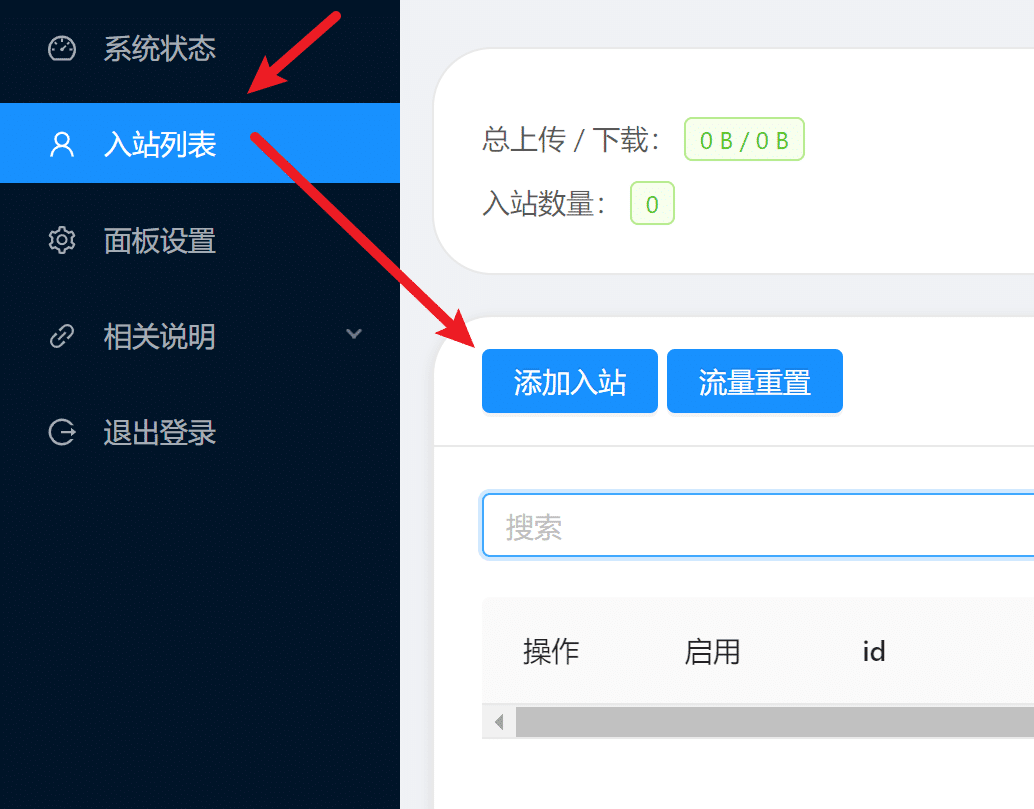 系统状态
入站列表
面板设置
相关说明
退出登录
总上传 / 下载：
0 B / 0 B
入站数量：
0
添加入站
流量重置
搜索
操作
启用
id